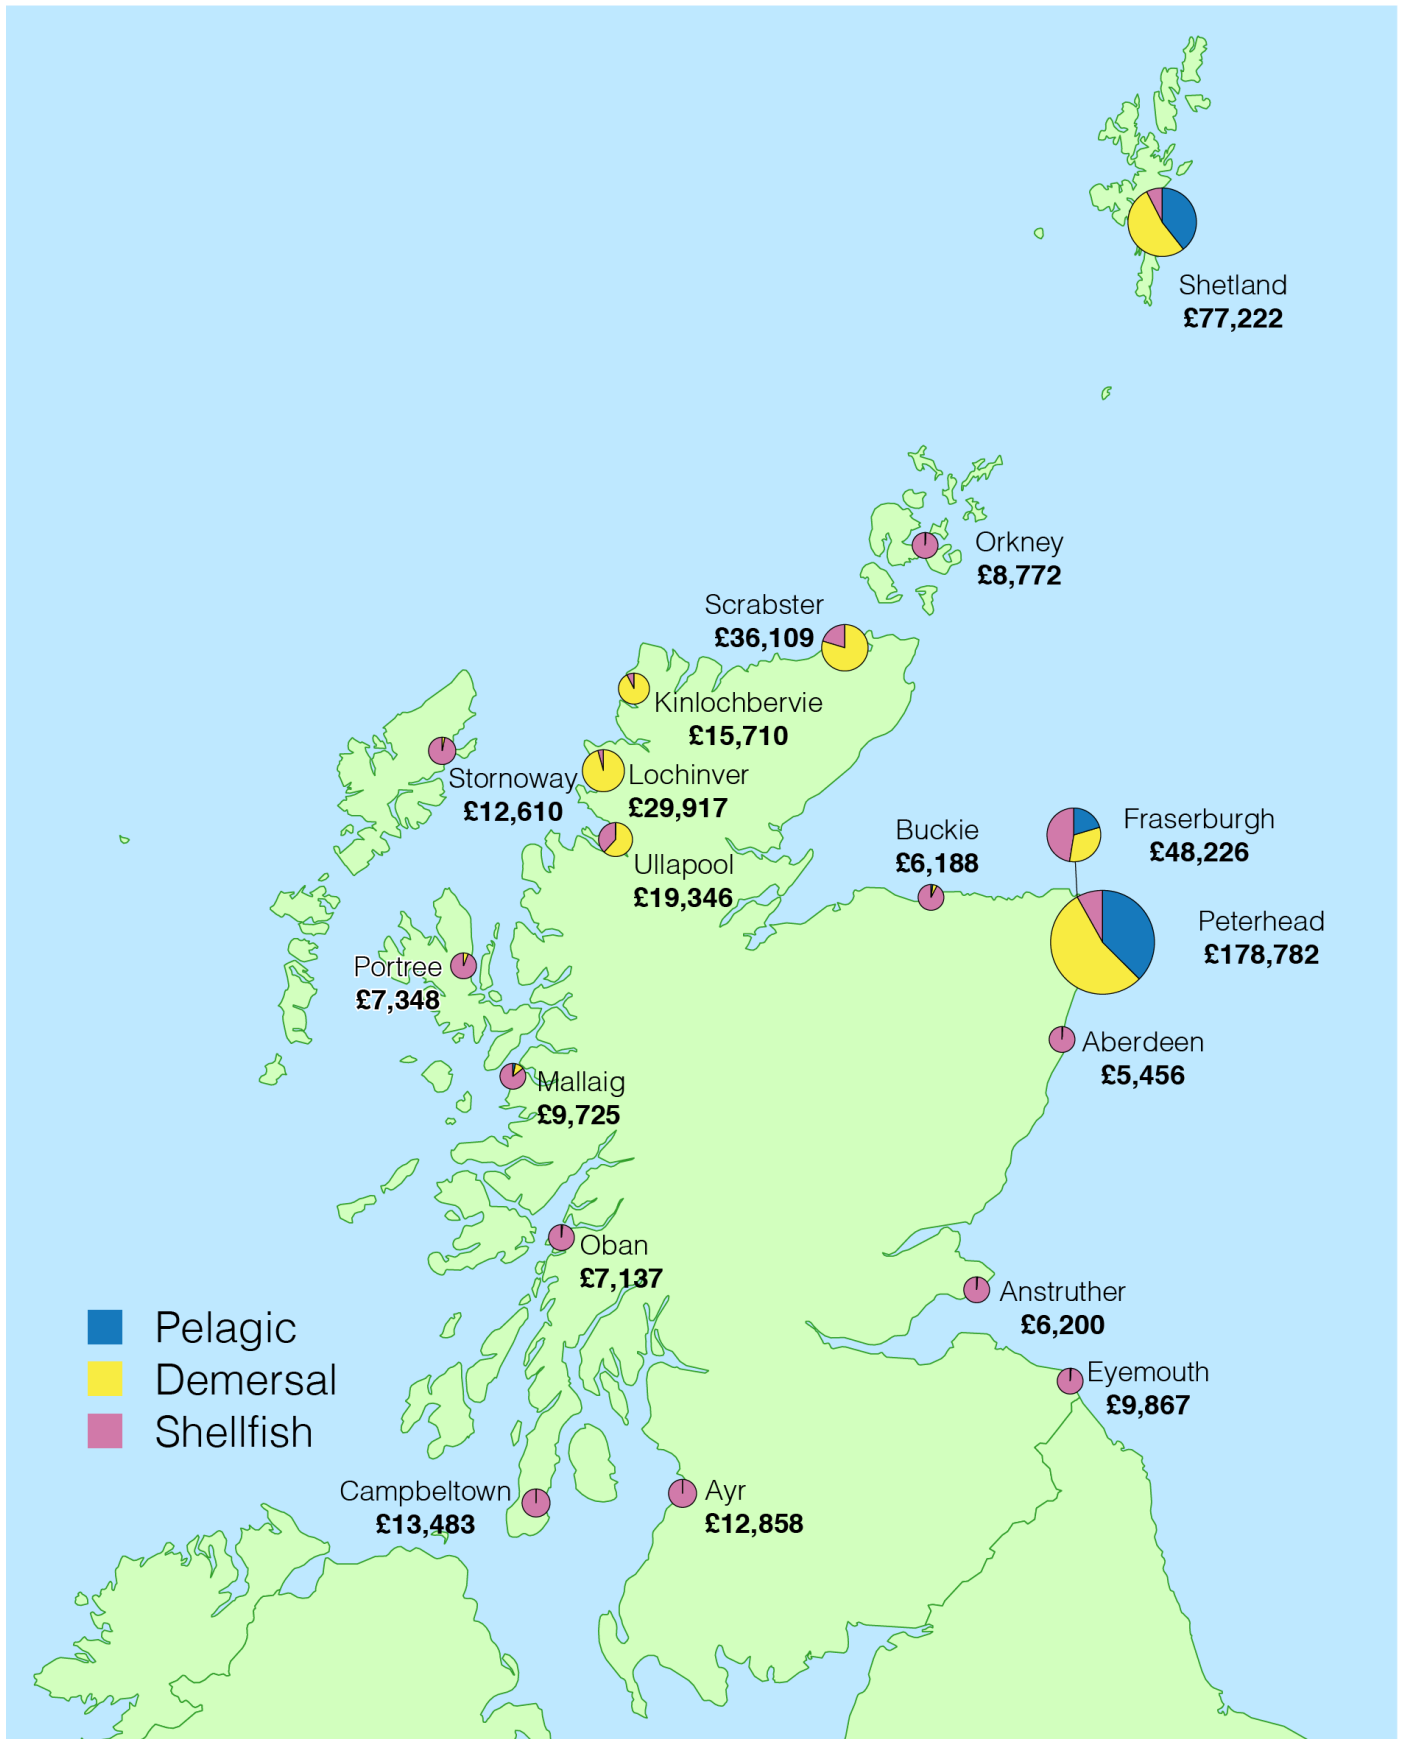 Shetland
£77,222
Orkney
£8,772
Scrabster
£36,109
Kinlochbervie
£15,710
Stornoway
£12,610
Lochinver
£29,917
Ullapool
£19,346
Buckie
£6,188
Fraserburgh
£48,226
Peterhead
£178,782
Portree
£7,348
Aberdeen
£5,456
Mallaig
£9,725
Oban
£7,137
Anstruther
£6,200
Eyemouth
£9,867
Pelagic
Demersal
Shellfish
Campbeltown
£13,483
Ayr
£12,858